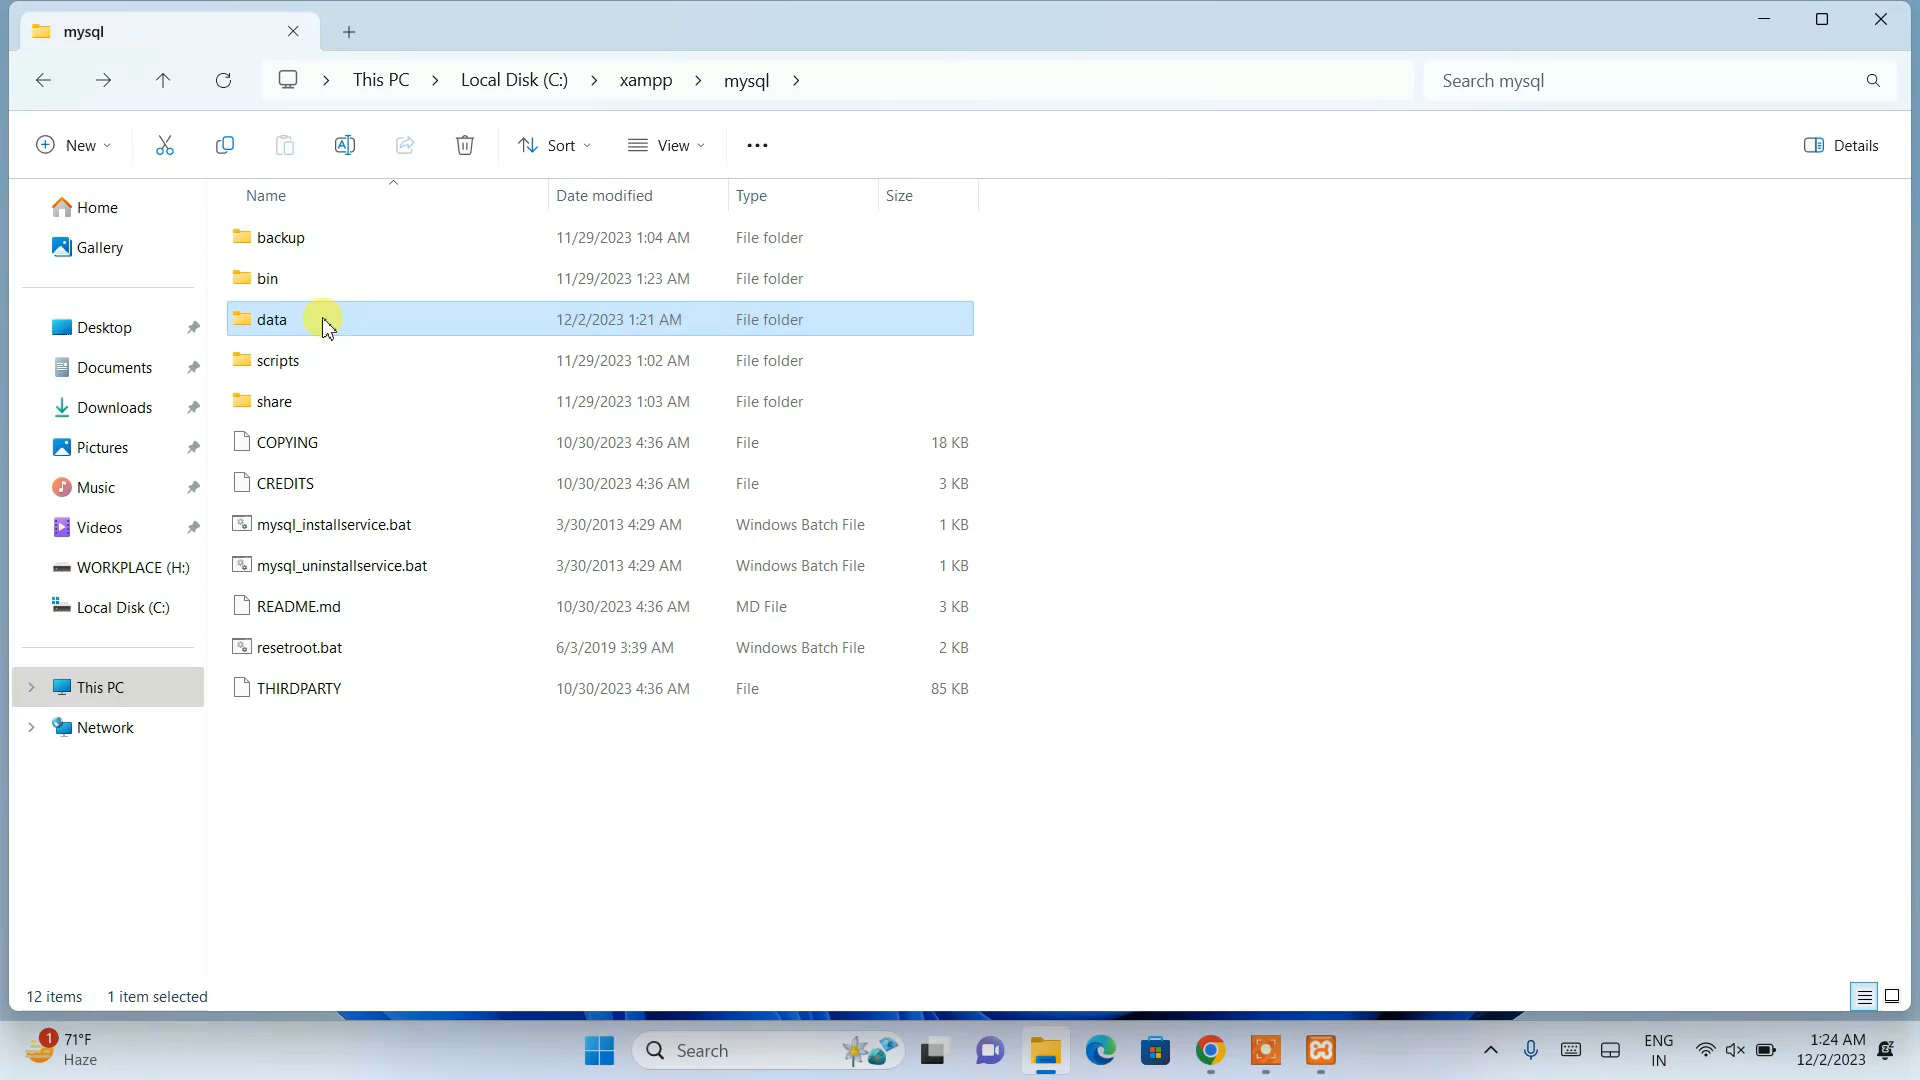 mysql
This PC
Local Disk (C:)
xampp
mysql
Search mysql
New
Sort
View
Details
Name
Date modified
Type
Size
backup 11/29/2023 1:04 AM File folder
bin 11/29/2023 1:23 AM File folder
data 12/2/2023 1:21 AM File folder
scripts 11/29/2023 1:02 AM File folder
share 11/29/2023 1:03 AM File folder
COPYING 10/30/2023 4:36 AM File 18 KB
CREDITS 10/30/2023 4:36 AM File 3 KB
mysql_installservice.bat 3/30/2013 4:29 AM Windows Batch File 1 KB
mysql_uninstallservice.bat 3/30/2013 4:29 AM Windows Batch File 1 KB
README.md 10/30/2023 4:36 AM MD File 3 KB
resetroot.bat 6/3/2019 3:39 AM Windows Batch File 2 KB
THIRDPARTY 10/30/2023 4:36 AM File 85 KB
Home
Gallery
Desktop
Documents
Downloads
Pictures
Music
Videos
WORKPLACE (H:)
Local Disk (C:)
This PC
Network
12 items 1 item selected
1
71°F
Haze
Search
ENG
IN
1:24 AM
12/2/2023